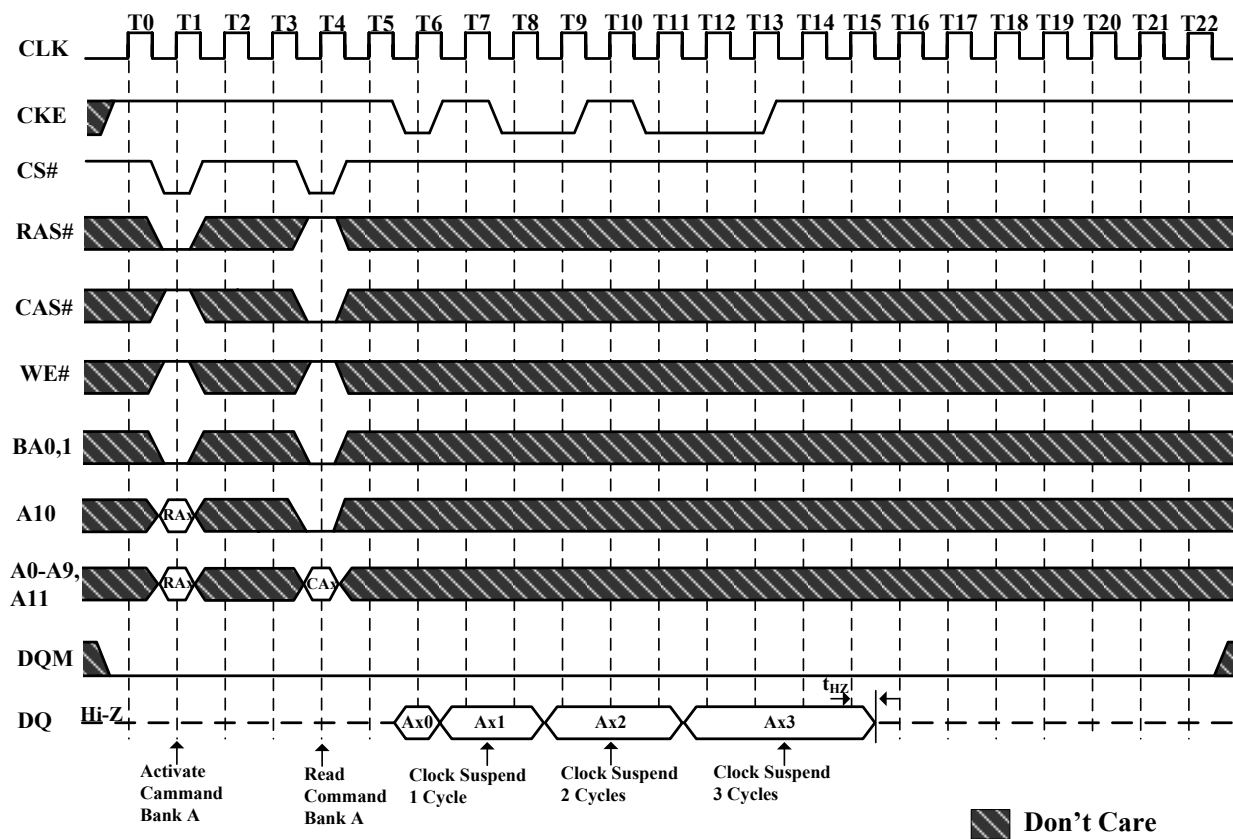 T0 T1 T2 T3 T4 T5 T6 T7 T8 T9 T10 T11 T12 T13 T14 T15 T16 T17 T18 T19 T20 T21 T22
CLK
CKE
CS#
RAS#
CAS#
WE#
BA0,1
A10
RAx
A0-A9,
A11
RAx
CAx
DQM
tHZ
DQ
Hi-Z
Ax0
Ax1
Ax2
Ax3
Activate
Cammand
Bank A
Read
Command
Bank A
Clock Suspend
1 Cycle
Clock Suspend
2 Cycles
Clock Suspend
3 Cycles
Don't Care